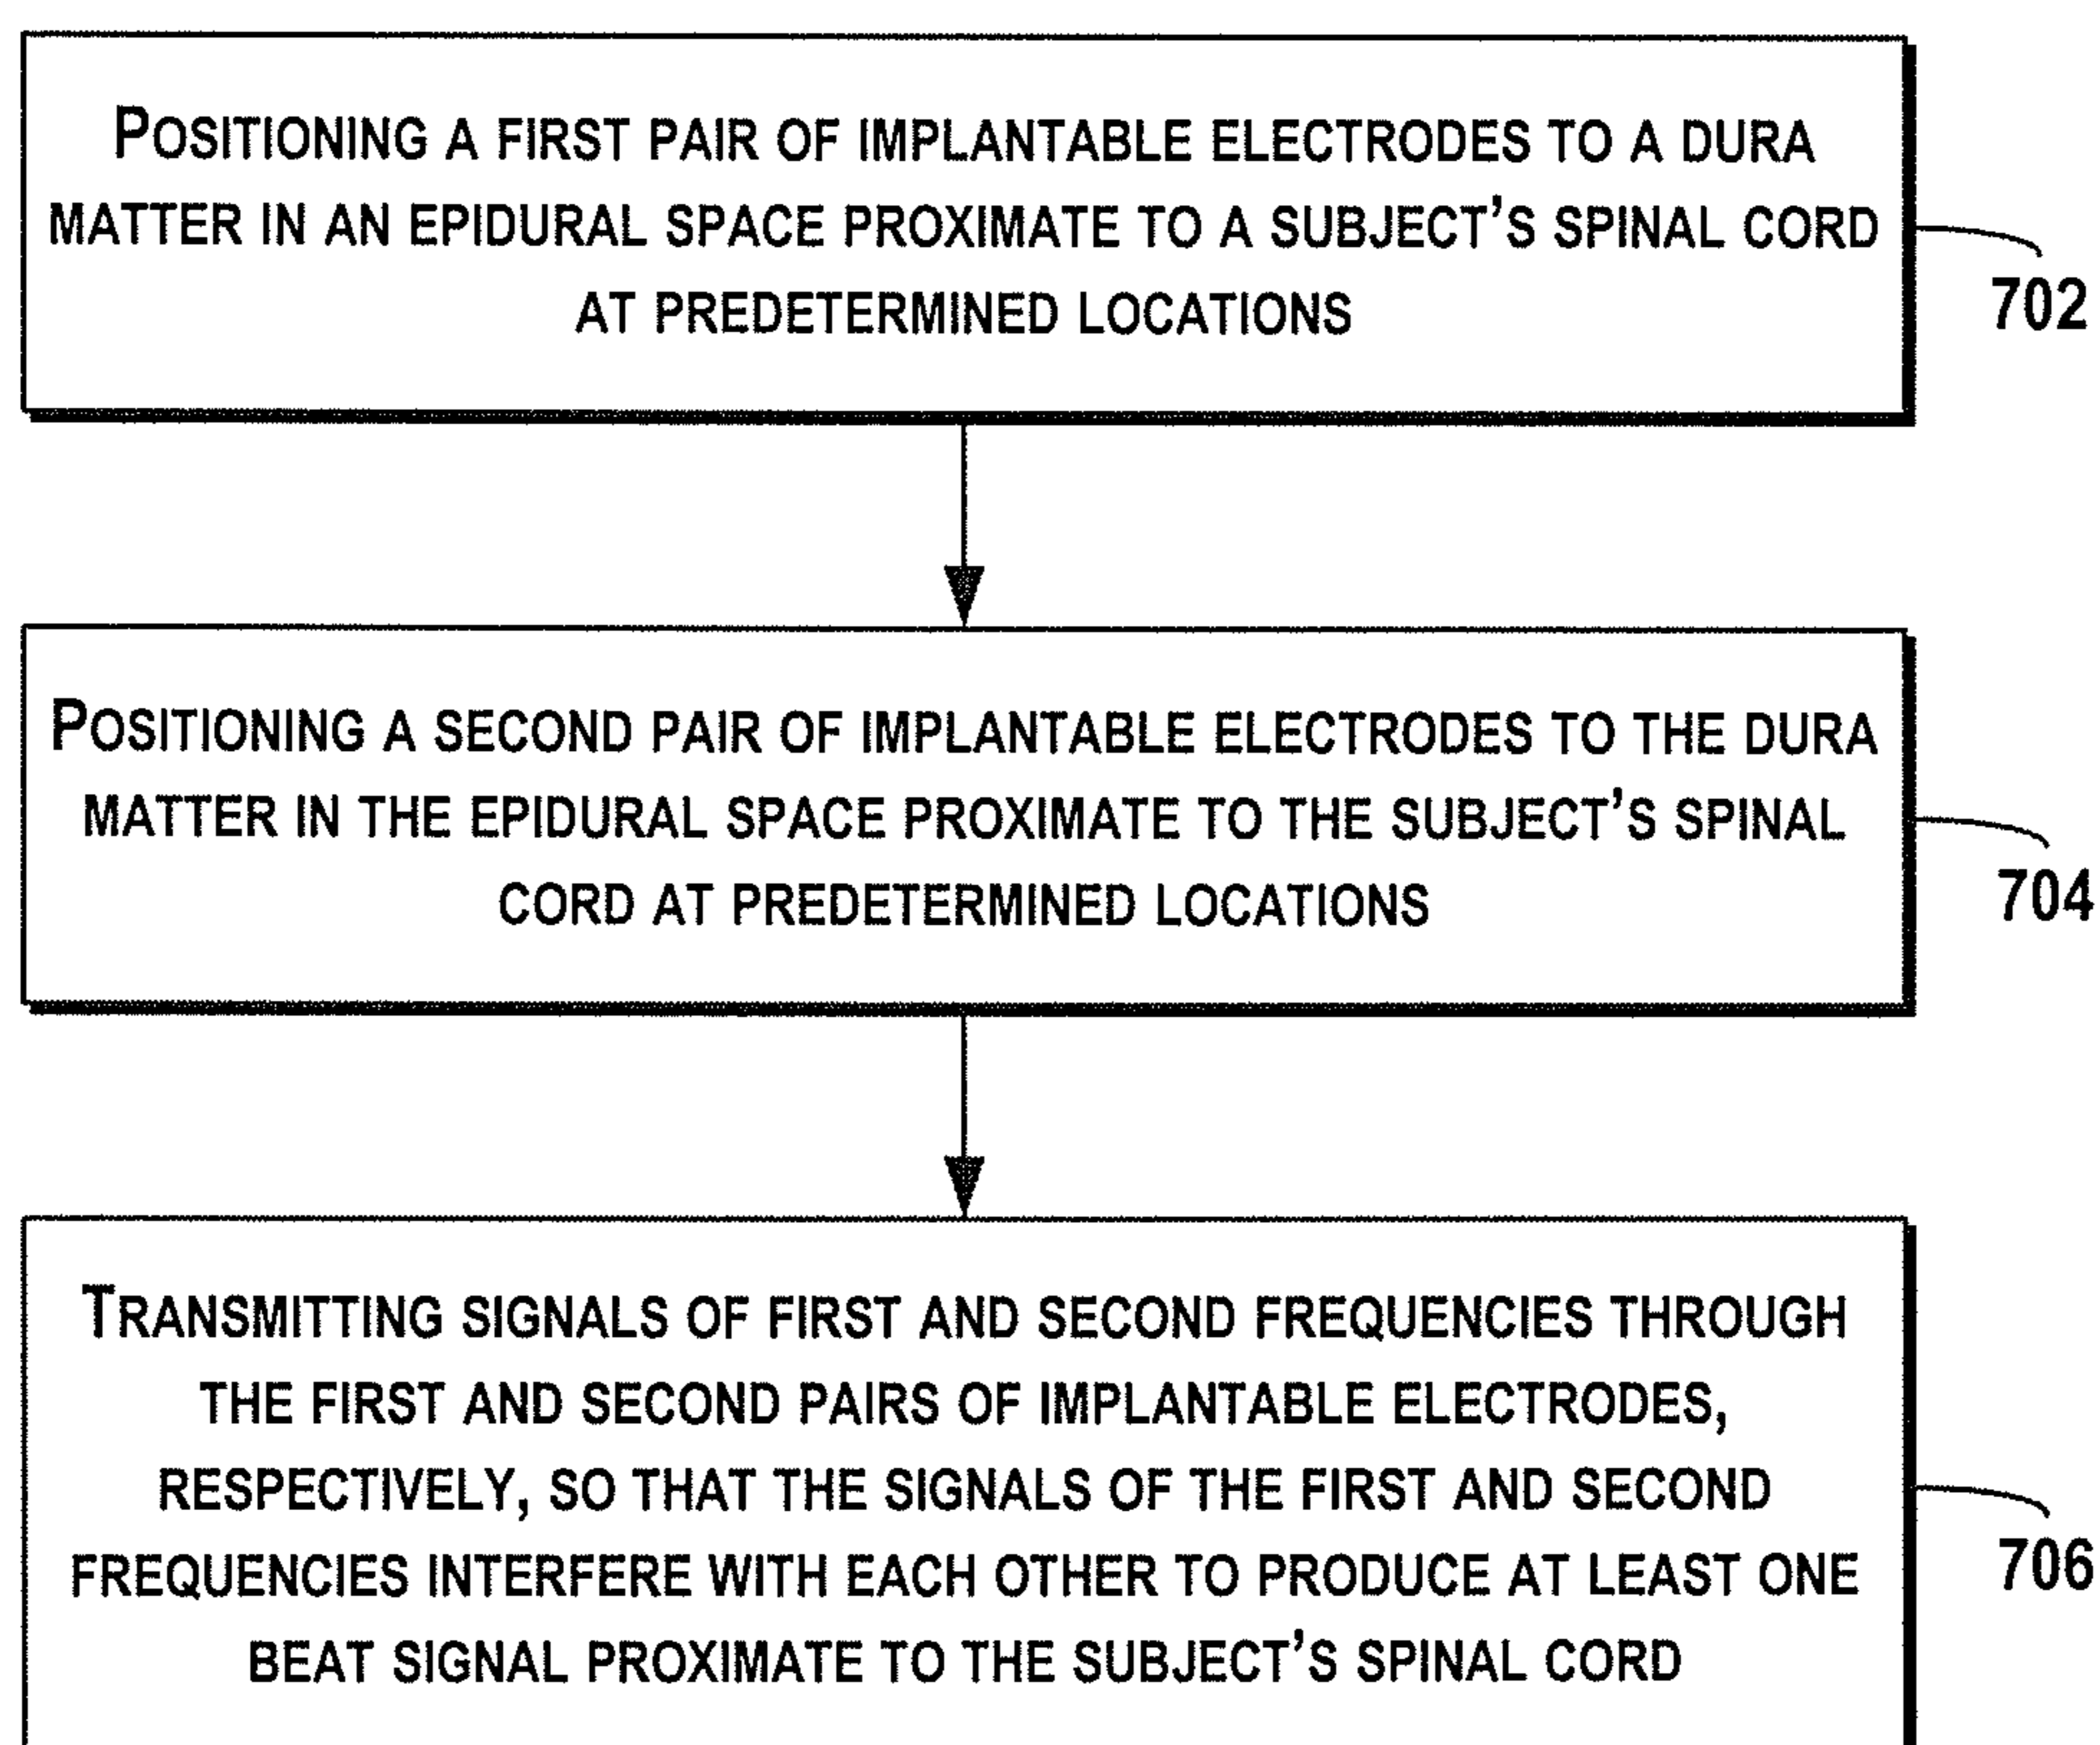 POSITIONING A FIRST PAIR OF IMPLANTABLE ELECTRODES TO A DURA
MATTER IN AN EPIDURAL SPACE PROXIMATE TO A SUBJECT'S SPINAL CORD
AT PREDETERMINED LOCATIONS
702
POSITIONING A SECOND PAIR OF IMPLANTABLE ELECTRODES TO THE DURA
MATTER IN THE EPIDURAL SPACE PROXIMATE TO THE SUBJECT'S SPINAL
CORD AT PREDETERMINED LOCATIONS
704
TRANSMITTING SIGNALS OF FIRST AND SECOND FREQUENCIES THROUGH
THE FIRST AND SECOND PAIRS OF IMPLANTABLE ELECTRODES,
RESPECTIVELY, SO THAT THE SIGNALS OF THE FIRST AND SECOND
FREQUENCIES INTERFERE WITH EACH OTHER TO PRODUCE AT LEAST ONE
BEAT SIGNAL PROXIMATE TO THE SUBJECT'S SPINAL CORD
706